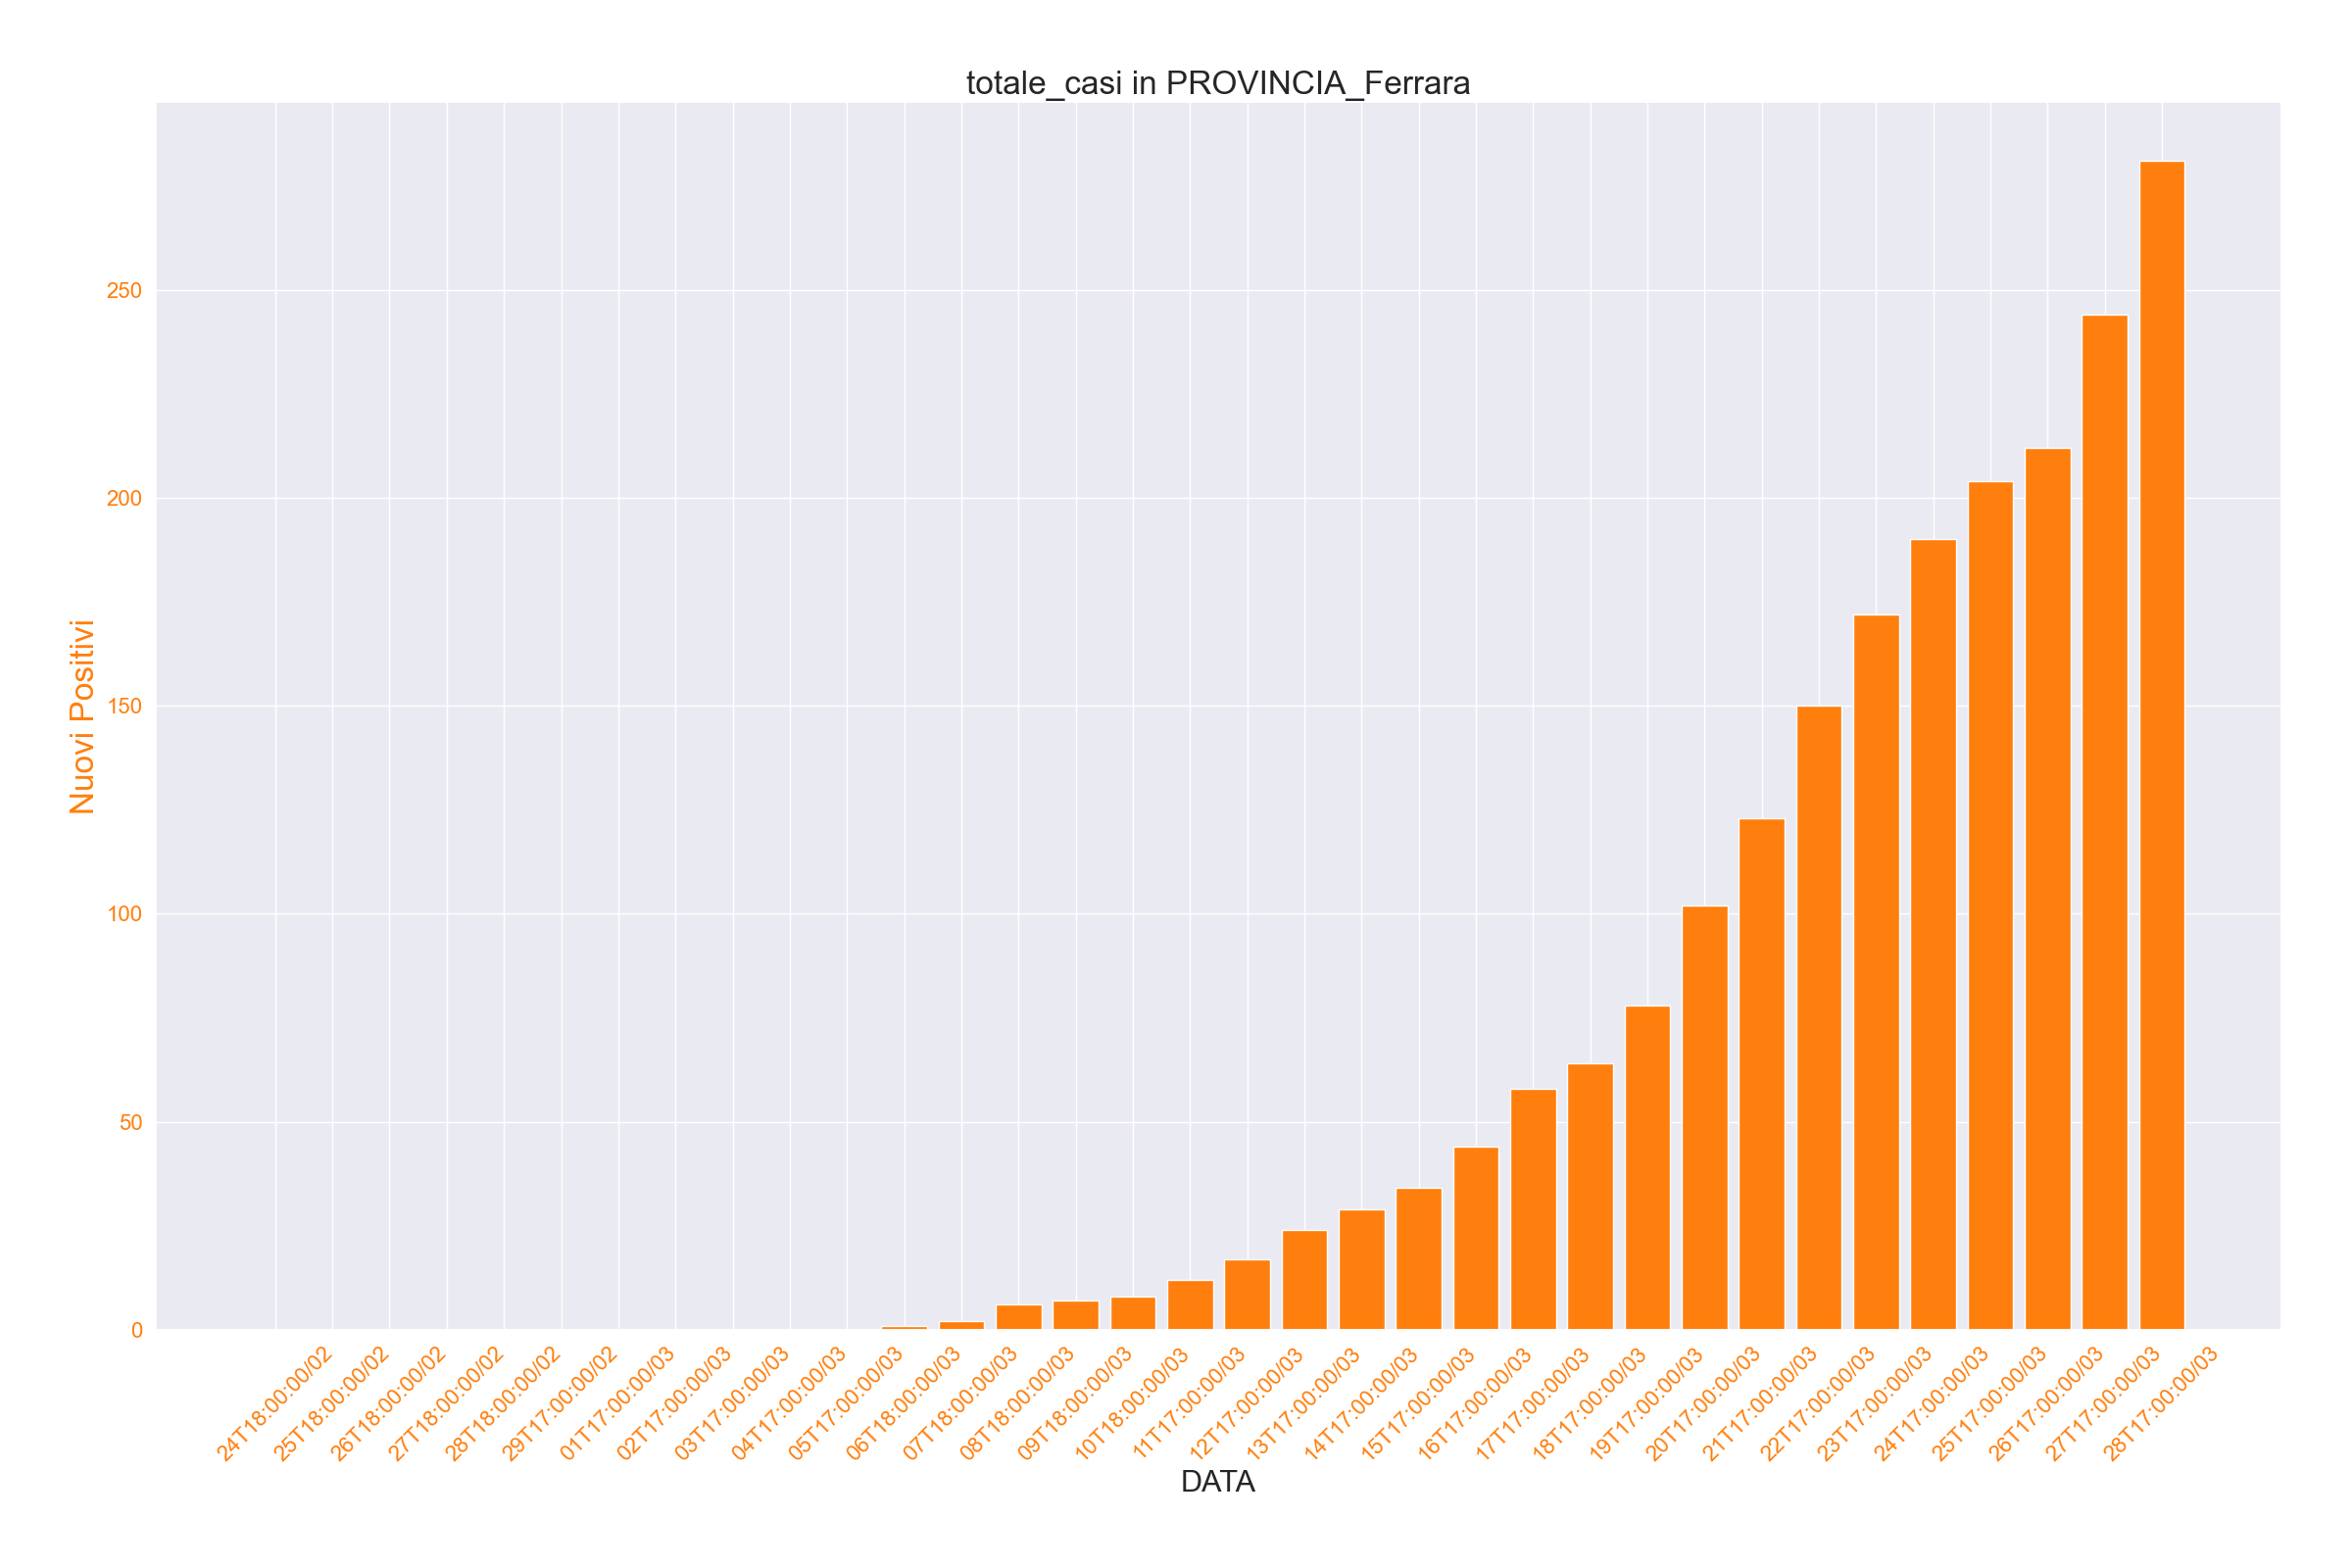 totale_casi in PROVINCIA_Ferrara
Nuovi Positivi
250
200
150
100
50
0
24T18:00:00/02
25T18:00:00/02
26T18:00:00/02
27T18:00:00/02
28T18:00:00/02
29T17:00:00/02
01T17:00:00/03
02T17:00:00/03
03T17:00:00/03
04T17:00:00/03
05T17:00:00/03
06T18:00:00/03
07T18:00:00/03
08T18:00:00/03
09T18:00:00/03
10T18:00:00/03
11T17:00:00/03
12T17:00:00/03
13T17:00:00/03
14T17:00:00/03
15T17:00:00/03
16T17:00:00/03
17T17:00:00/03
18T17:00:00/03
19T17:00:00/03
20T17:00:00/03
21T17:00:00/03
22T17:00:00/03
23T17:00:00/03
24T17:00:00/03
25T17:00:00/03
26T17:00:00/03
27T17:00:00/03
28T17:00:00/03
DATA